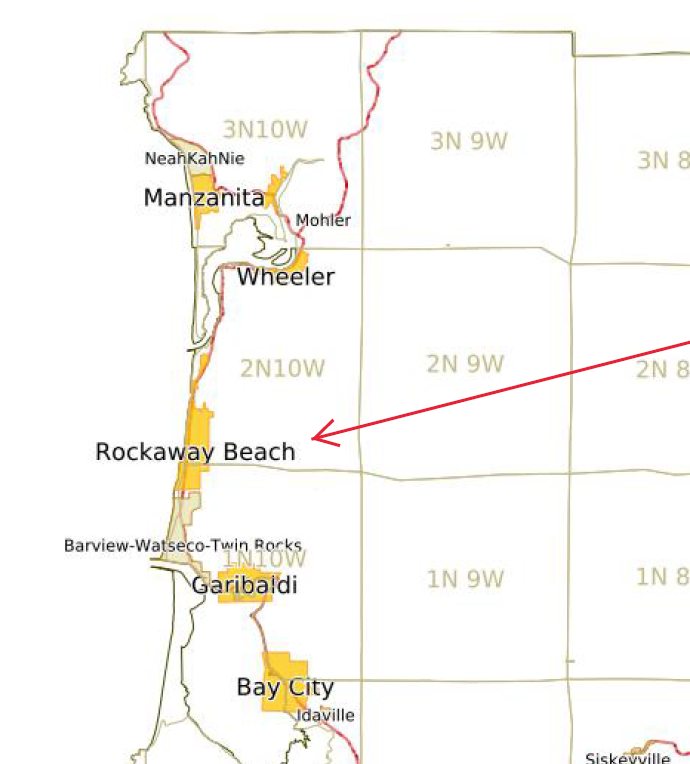 3N10W
3N 9W
3N 8
NeahKahNie
Manzanita
Mohler
Wheeler
2N10W
2N 9W
2N 8
Rockaway Beach
Barview-Watseco-Twin Rocks
1N10W
1N 9W
1N 8
Garibaldi
Bay City
Idaville
Siskeyville